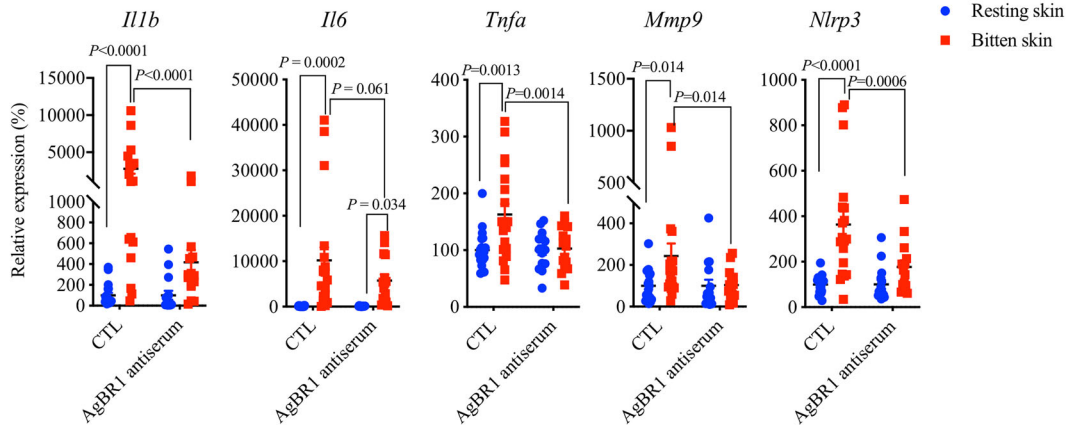 Il1b Il6 Tnfa Mmp9 Nlrp3
Resting skin
Bitten skin
Relative expression (%)
P<0.0001
P<0.0001
15000
10000
5000
1000
800
600
400
200
0
CTL
AgBR1 antiserum
P = 0.0002
P = 0.061
P = 0.034
50000
40000
30000
20000
10000
0
CTL
AgBR1 antiserum
P=0.0013
P=0.0014
400
300
200
100
0
CTL
AgBR1 antiserum
P=0.014
P=0.014
1500
1000
500
400
200
0
CTL
AgBR1 antiserum
P<0.0001
P=0.0006
1000
800
600
400
200
0
CTL
AgBR1 antiserum